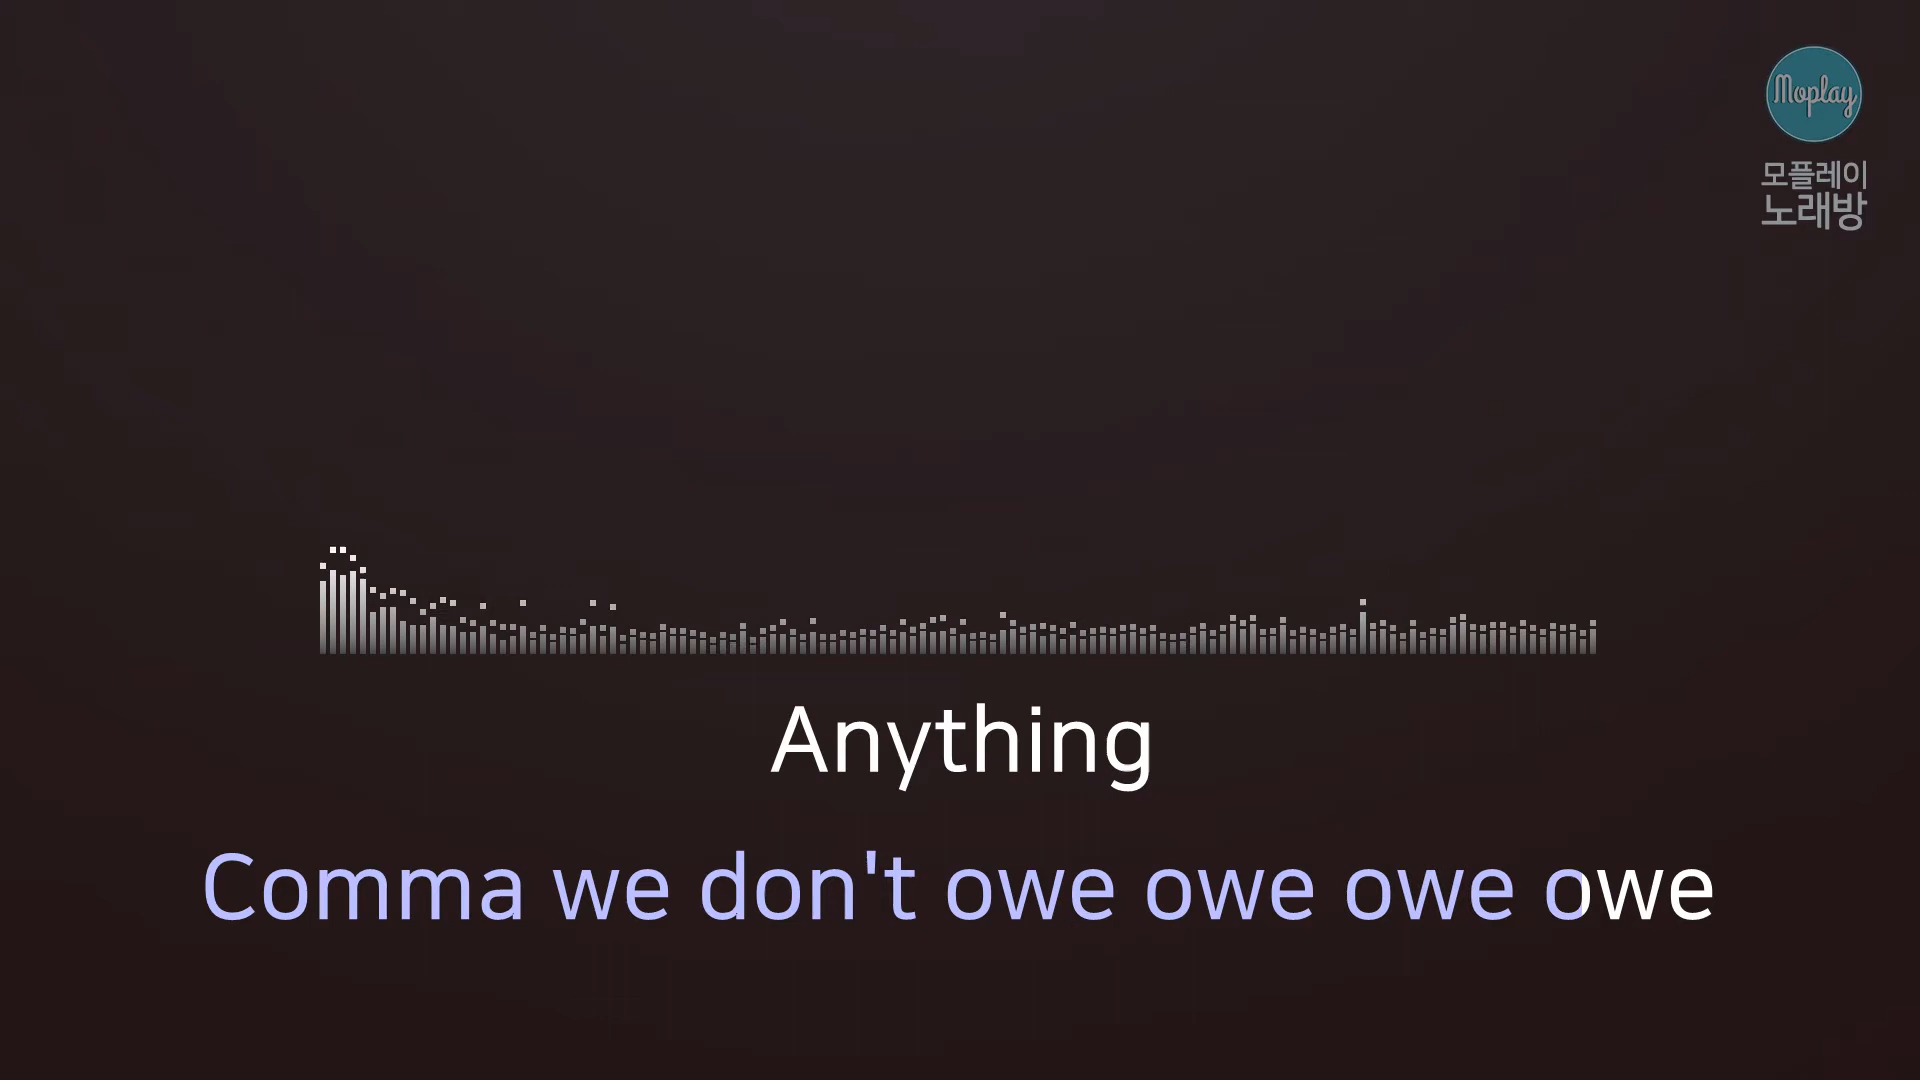 Moplay
모플레이
노래방
Anything
Comma we don't owe owe owe owe